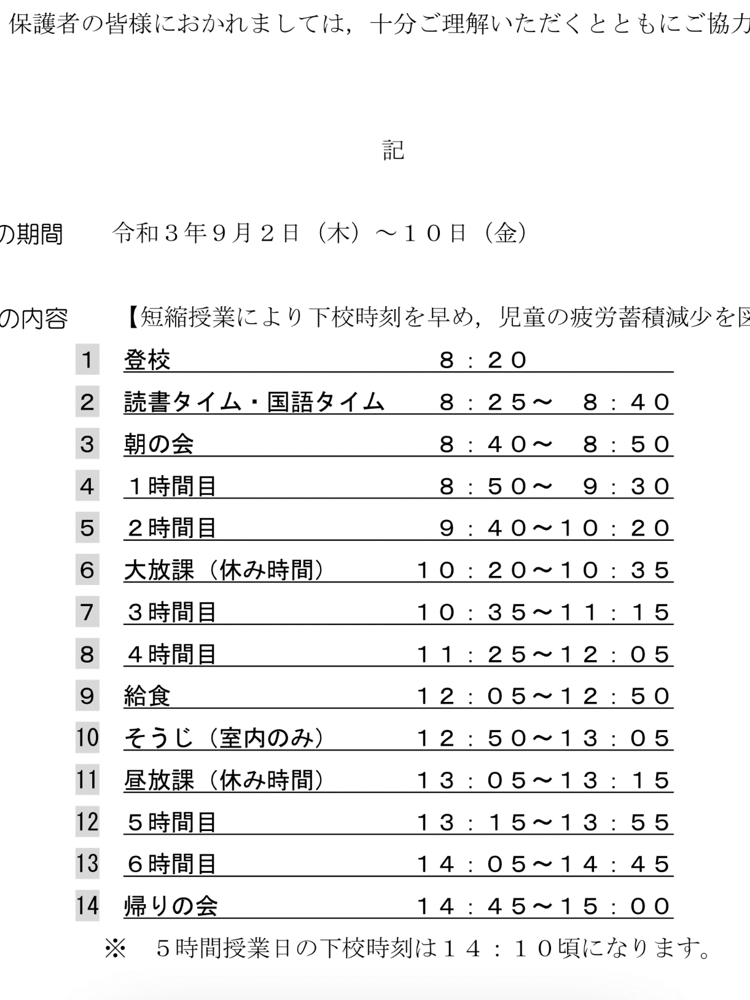 保護者の皆様におかれましては，十分ご理解いただくとともにご協力
記
の期間　令和３年９月２日（木）～１０日（金）
の内容　【短縮授業により下校時刻を早め，児童の疲労蓄積減少を図
1　登校　８：２０
2　読書タイム・国語タイム　８：２５～　８：４０
3　朝の会　８：４０～　８：５０
4　１時間目　８：５０～　９：３０
5　２時間目　９：４０～１０：２０
6　大放課（休み時間）　１０：２０～１０：３５
7　３時間目　１０：３５～１１：１５
8　４時間目　１１：２５～１２：０５
9　給食　１２：０５～１２：５０
10　そうじ（室内のみ）　１２：５０～１３：０５
11　昼放課（休み時間）　１３：０５～１３：１５
12　５時間目　１３：１５～１３：５５
13　６時間目　１４：０５～１４：４５
14　帰りの会　１４：４５～１５：００
※　５時間授業日の下校時刻は１４：１０頃になります。